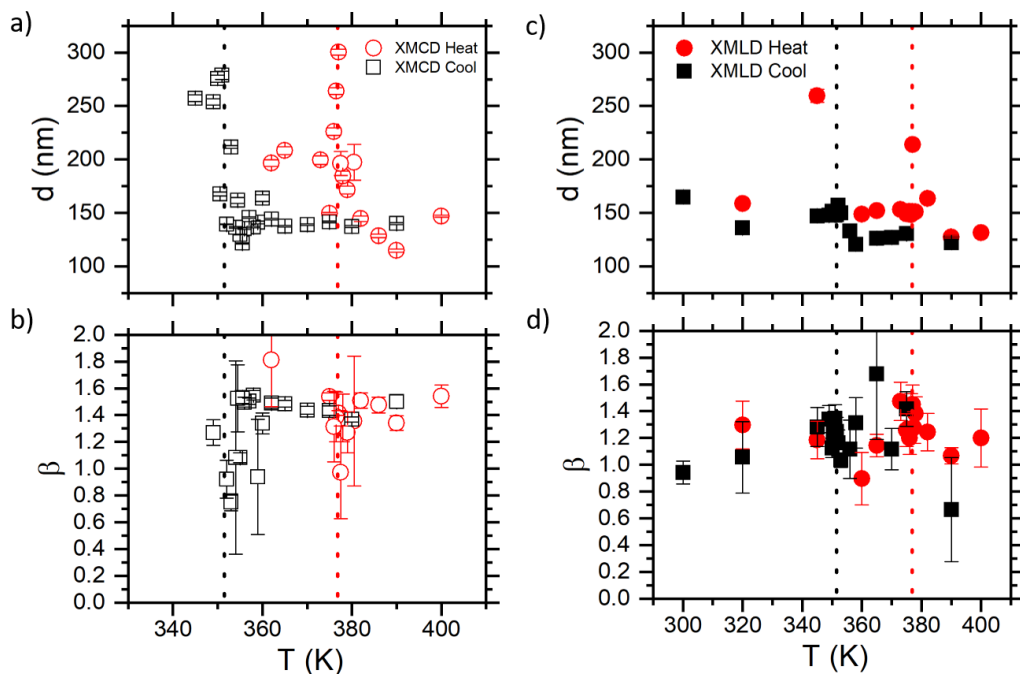 a)
300
250
200
150
100
d (nm)
XMCD Heat
XMCD Cool
b)
2.0
1.8
1.6
1.4
1.2
1.0
0.8
0.6
0.4
0.2
0.0
β
340 360 380 400
T (K)
c)
300
250
200
150
100
d (nm)
XMLD Heat
XMLD Cool
d)
2.0
1.8
1.6
1.4
1.2
1.0
0.8
0.6
0.4
0.2
0.0
β
300 320 340 360 380 400
T (K)